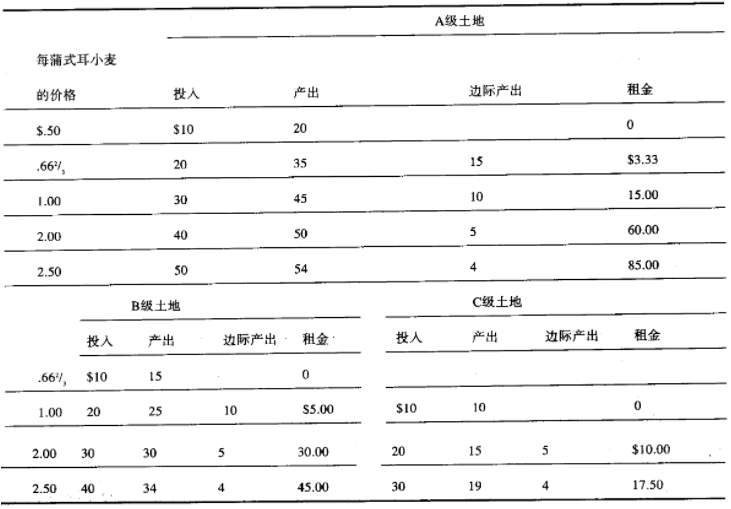 A级土地
每蒲式耳小麦
的价格 投入 产出 边际产出 租金
$.50 $10 20 0
.66²/₃ 20 35 15 $3.33
1.00 30 45 10 15.00
2.00 40 50 5 60.00
2.50 50 54 4 85.00
B级土地 C级土地
投入 产出 边际产出 租金 投入 产出 边际产出 租金
.66²/₃ $10 15 0
1.00 20 25 10 $5.00 $10 10 0
2.00 30 30 5 30.00 20 15 5 $10.00
2.50 40 34 4 45.00 30 19 4 17.50